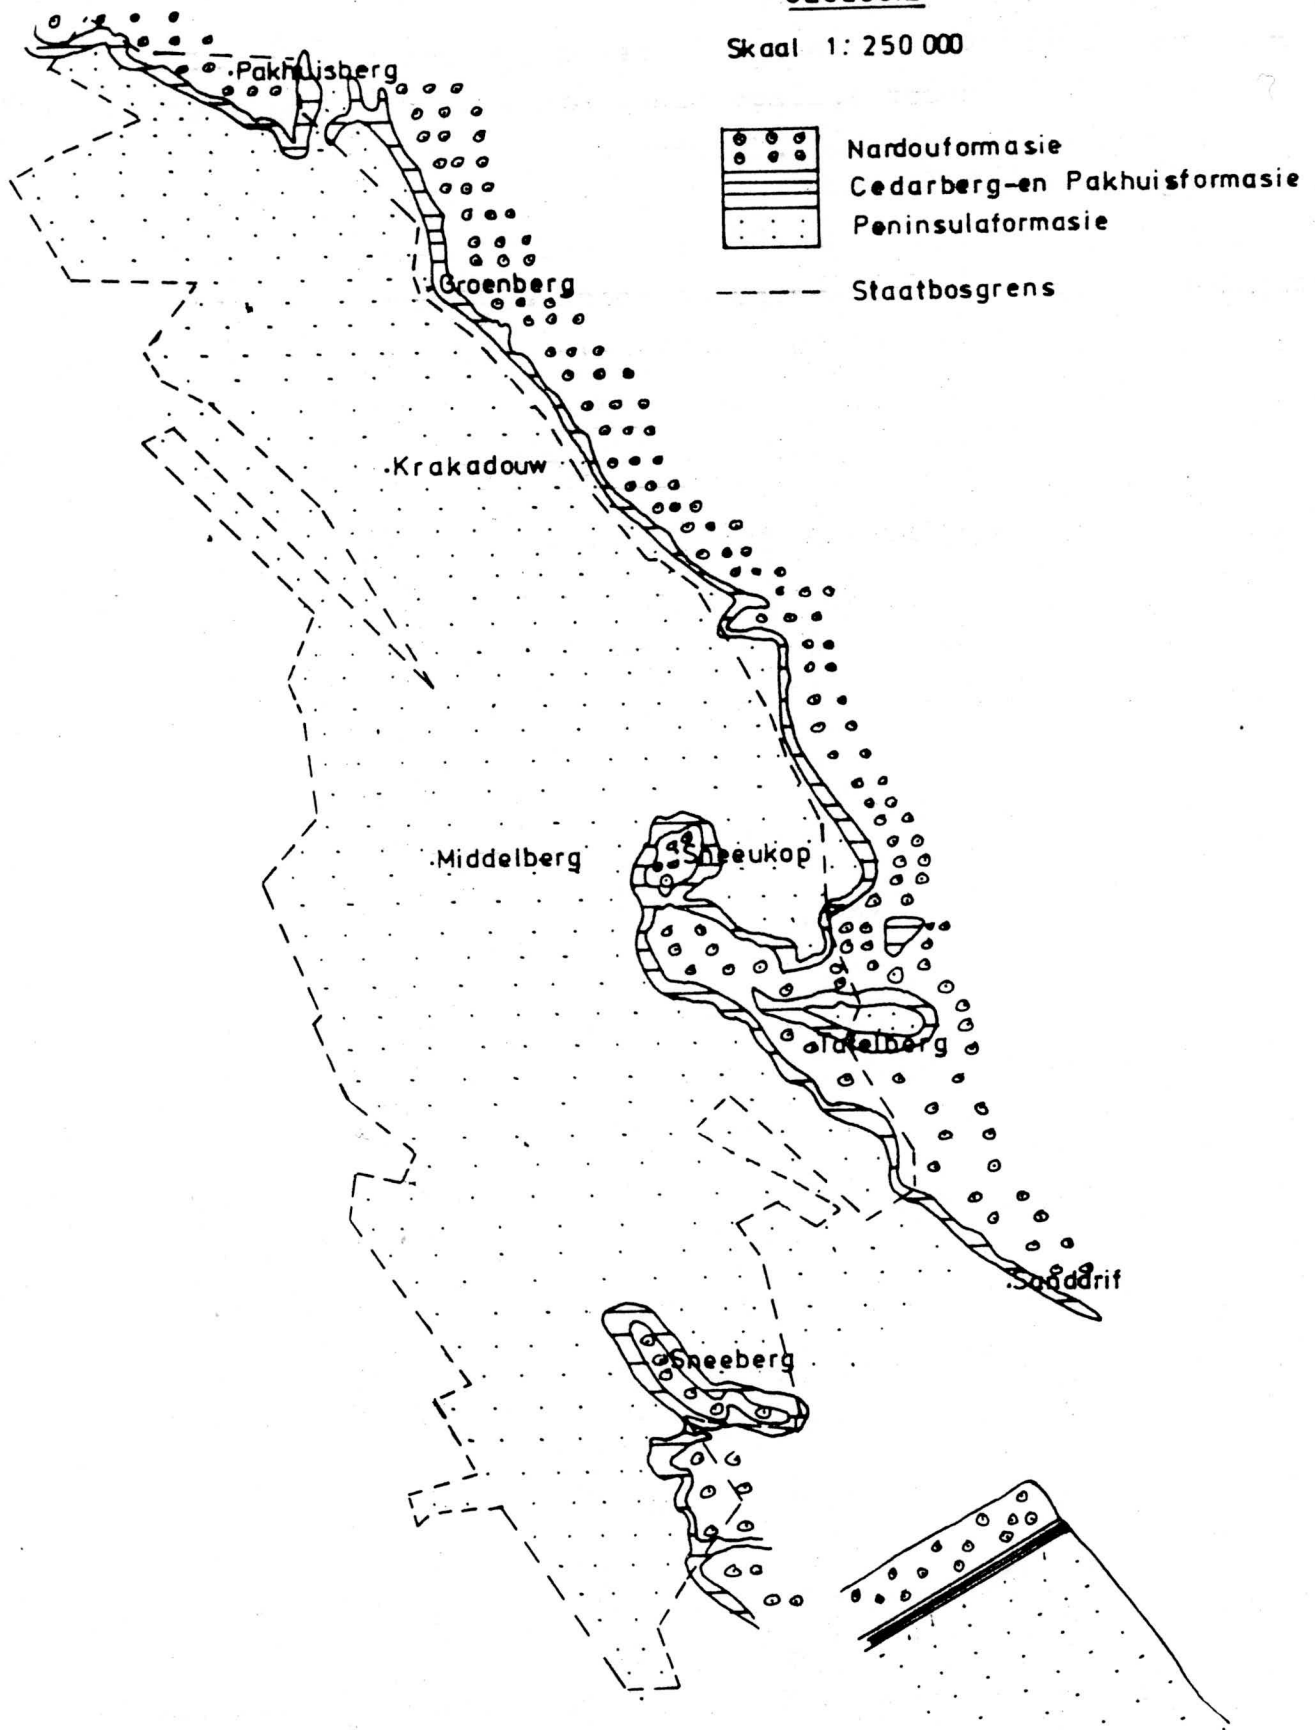 Skaal 1: 250 000
.Pakhuisberg
Nardouformasie
Cedarberg-en Pakhuisformasie
Peninsulaformasie
.Groenberg
Staatbosgrens
.Krakadouw
.Middelberg
.Sneeukop
.Tafelberg
.Sanddrif
.Sneeberg